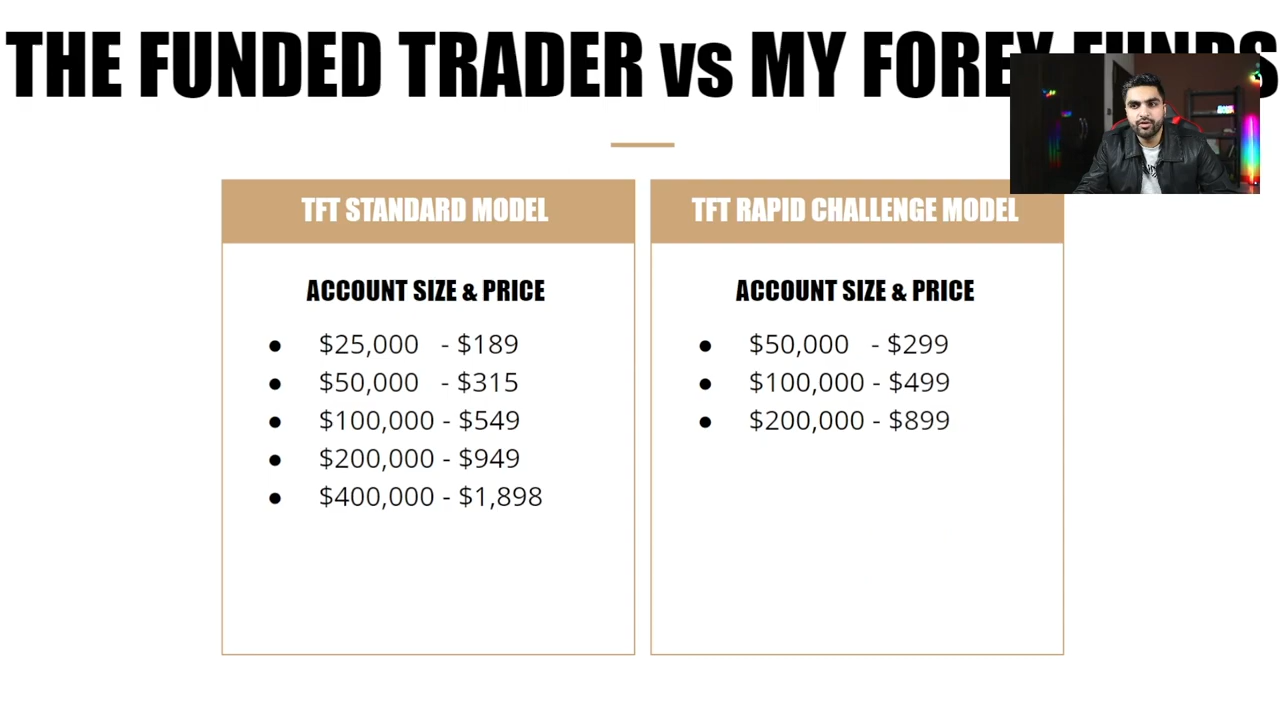 THE FUNDED TRADER vs MY FOREX FUNDS
TFT STANDARD MODEL
ACCOUNT SIZE & PRICE
● $25,000 - $189
● $50,000 - $315
● $100,000 - $549
● $200,000 - $949
● $400,000 - $1,898
TFT RAPID CHALLENGE MODEL
ACCOUNT SIZE & PRICE
● $50,000 - $299
● $100,000 - $499
● $200,000 - $899